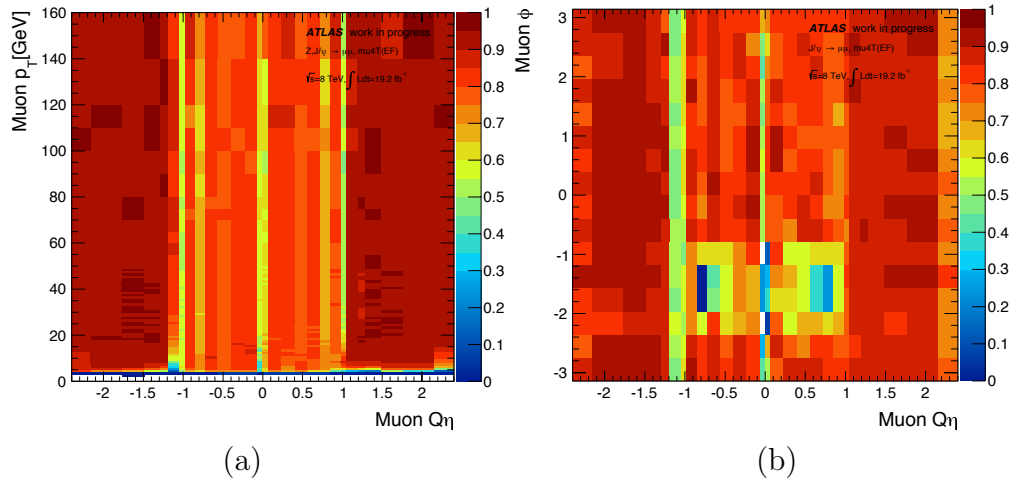 Muon p_T[GeV]
160
140
120
100
80
60
40
20
0
-2 -1.5 -1 -0.5 0 0.5 1 1.5 2
Muon Qη
ATLAS work in progress
Z,J/ψ → μμ, mu4T(EF)
√s=8 TeV,∫ Ldt=19.2 fb⁻¹
1
0.9
0.8
0.7
0.6
0.5
0.4
0.3
0.2
0.1
0
(a)
Muon ϕ
3
2
1
0
-1
-2
-3
-2 -1.5 -1 -0.5 0 0.5 1 1.5 2
Muon Qη
ATLAS work in progress
J/ψ → μμ, mu4T(EF)
√s=8 TeV,∫ Ldt=19.2 fb⁻¹
1
0.9
0.8
0.7
0.6
0.5
0.4
0.3
0.2
0.1
0
(b)